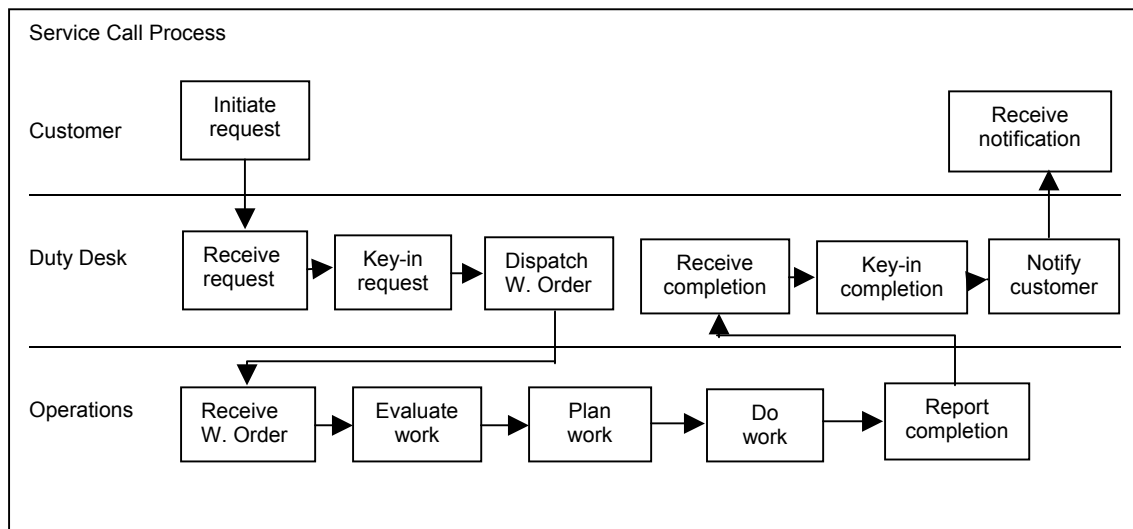 Service Call Process
Customer
Initiate
request
Receive
notification
Duty Desk
Receive
request
Key-in
request
Dispatch
W. Order
Receive
completion
Key-in
completion
Notify
customer
Operations
Receive
W. Order
Evaluate
work
Plan
work
Do
work
Report
completion